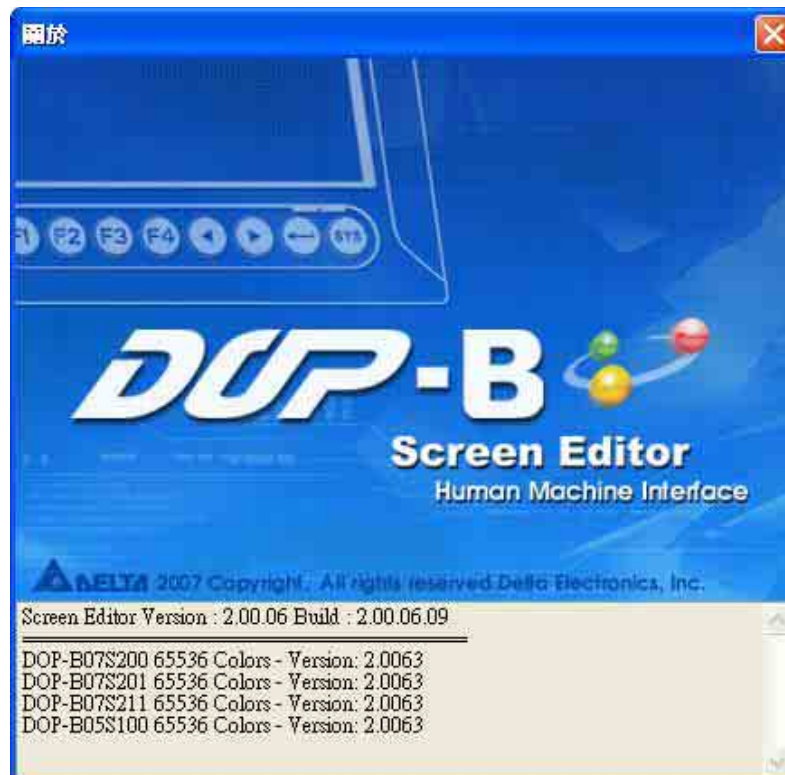 關於
F1 F2 F3 F4 SYS
DOP-B
Screen Editor
Human Machine Interface
DELTA 2007 Copyright, All rights reserved Delta Electronics, Inc.
Screen Editor Version : 2.00.06 Build : 2.00.06.09
DOP-B07S200 65536 Colors - Version: 2.0063
DOP-B07S201 65536 Colors - Version: 2.0063
DOP-B07S211 65536 Colors - Version: 2.0063
DOP-B05S100 65536 Colors - Version: 2.0063